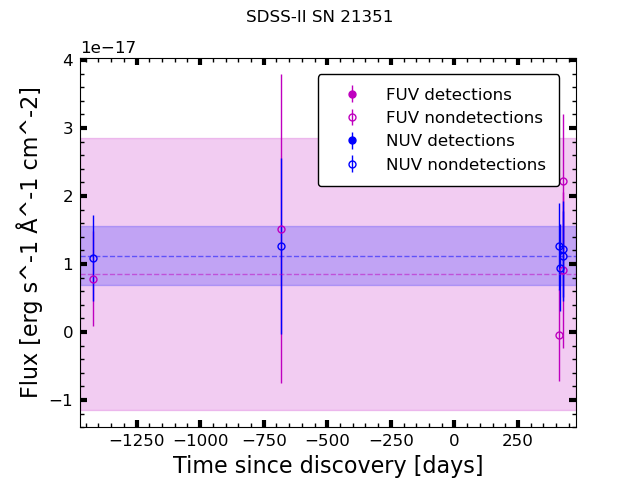 SDSS-II SN 21351
1e−17
4
3
2
1
0
−1
Flux [erg s^-1 Å^-1 cm^-2]
FUV detections
FUV nondetections
NUV detections
NUV nondetections
−1250 −1000 −750 −500 −250 0 250
Time since discovery [days]